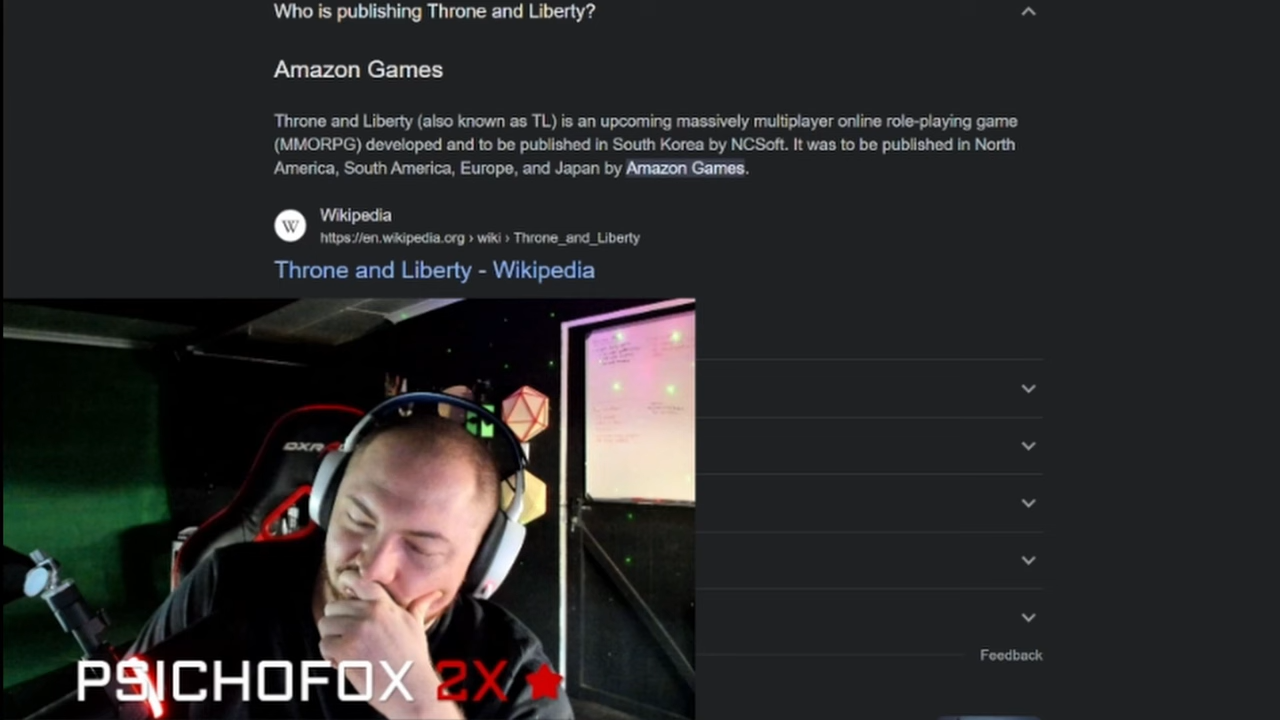 Who is publishing Throne and Liberty?
Amazon Games
Throne and Liberty (also known as TL) is an upcoming massively multiplayer online role-playing game
(MMORPG) developed and to be published in South Korea by NCSoft. It was to be published in North
America, South America, Europe, and Japan by Amazon Games.
W
Wikipedia
https://en.wikipedia.org › wiki › Throne_and_Liberty
Throne and Liberty - Wikipedia
Feedback
PSICHOFOX 2X